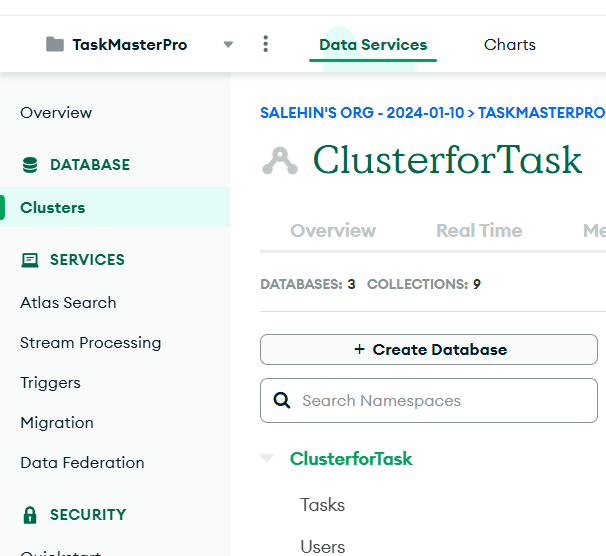 TaskMasterPro
Data Services
Charts
Overview
DATABASE
Clusters
SERVICES
Atlas Search
Stream Processing
Triggers
Migration
Data Federation
SECURITY
Quickstart
SALEHIN'S ORG - 2024-01-10 > TASKMASTERPRO
ClusterforTask
Overview
Real Time
Me
DATABASES: 3 COLLECTIONS: 9
+ Create Database
Search Namespaces
ClusterforTask
Tasks
Users